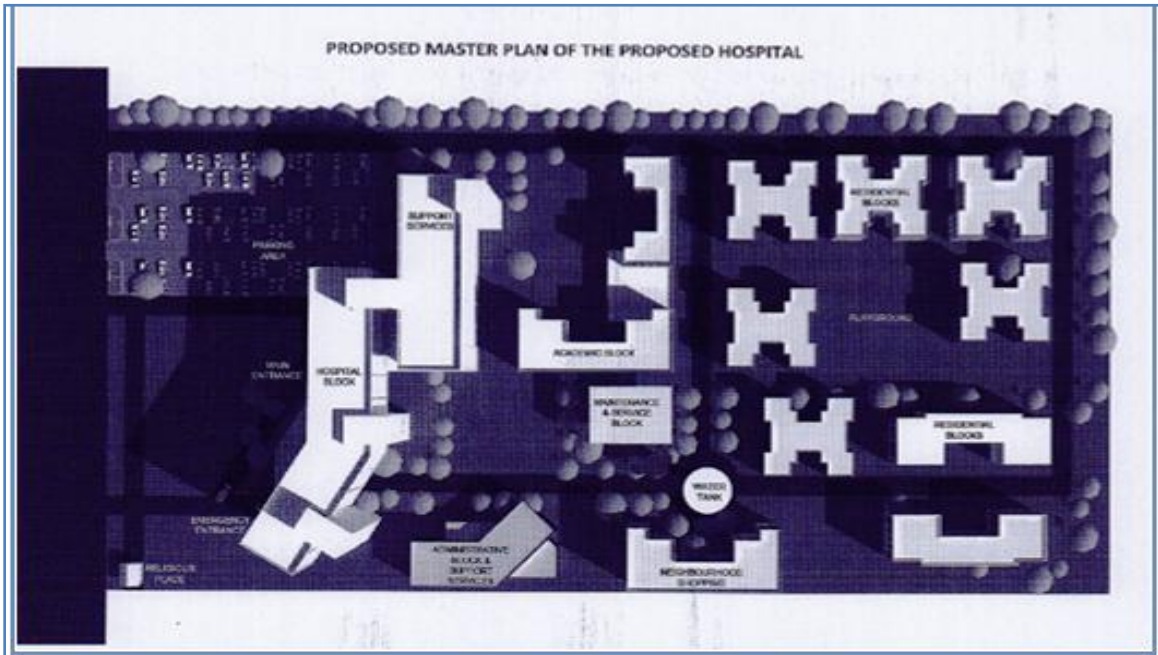 PROPOSED MASTER PLAN OF THE PROPOSED HOSPITAL
RESIDENTIAL
BLOCKS
SUPPORT
SERVICES
PARKING
AREA
PLAYGROUND
MAIN
ENTRANCE
HOSPITAL
BLOCK
ACADEMIC BLOCK
MAINTENANCE
& SERVICE
BLOCK
RESIDENTIAL
BLOCKS
WATER
TANK
EMERGENCY
ENTRANCE
ADMINISTRATIVE
BLOCK &
SUPPORT
SERVICES
RELIGIOUS
PLACE
NEIGHBOURHOOD
SHOPPING